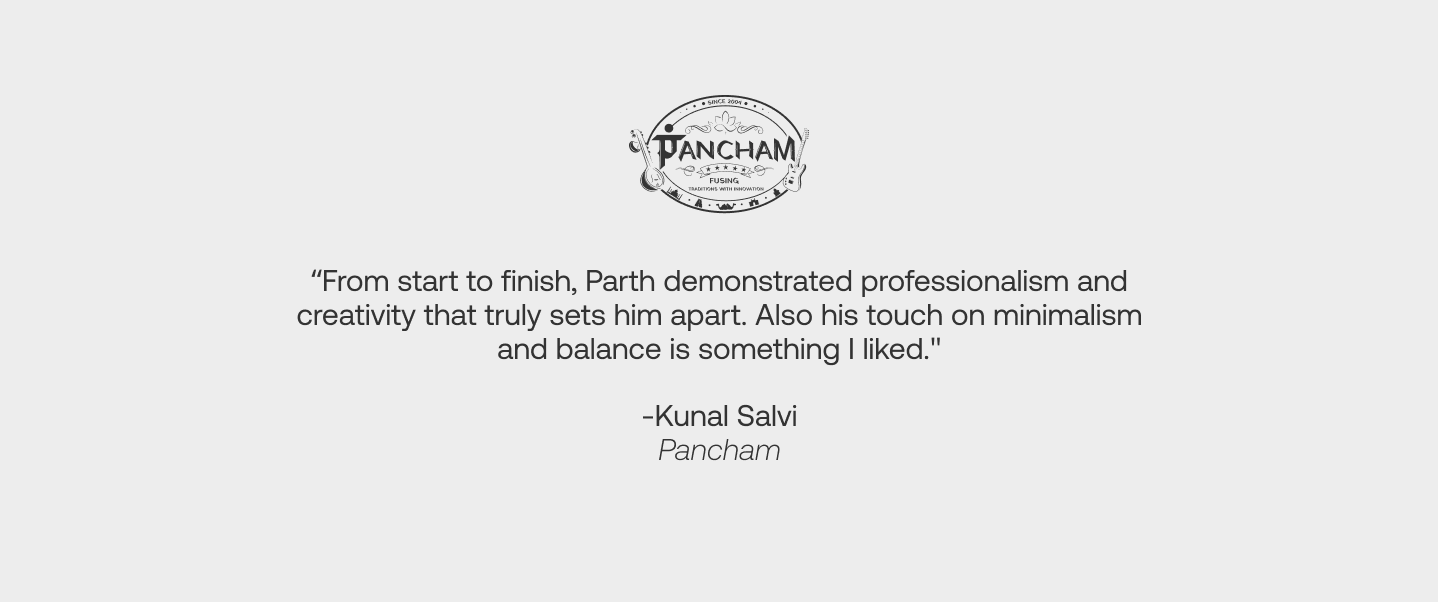 SINCE 2004
PANCHAM
FUSING
TRADITIONS WITH INNOVATION
“From start to finish, Parth demonstrated professionalism and
creativity that truly sets him apart. Also his touch on minimalism
and balance is something I liked."
-Kunal Salvi
Pancham